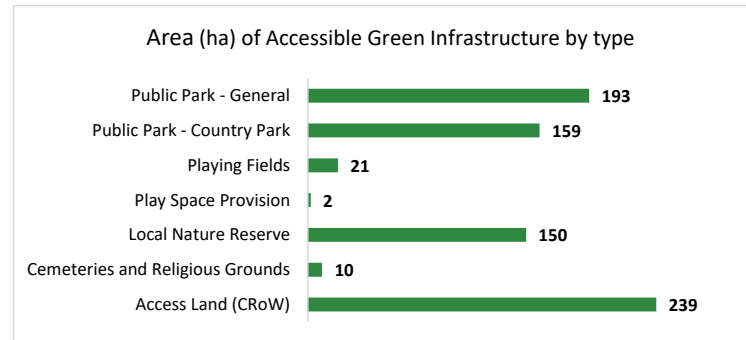 Area (ha) of Accessible Green Infrastructure by type
Public Park - General 193
Public Park - Country Park 159
Playing Fields 21
Play Space Provision 2
Local Nature Reserve 150
Cemeteries and Religious Grounds 10
Access Land (CRoW) 239